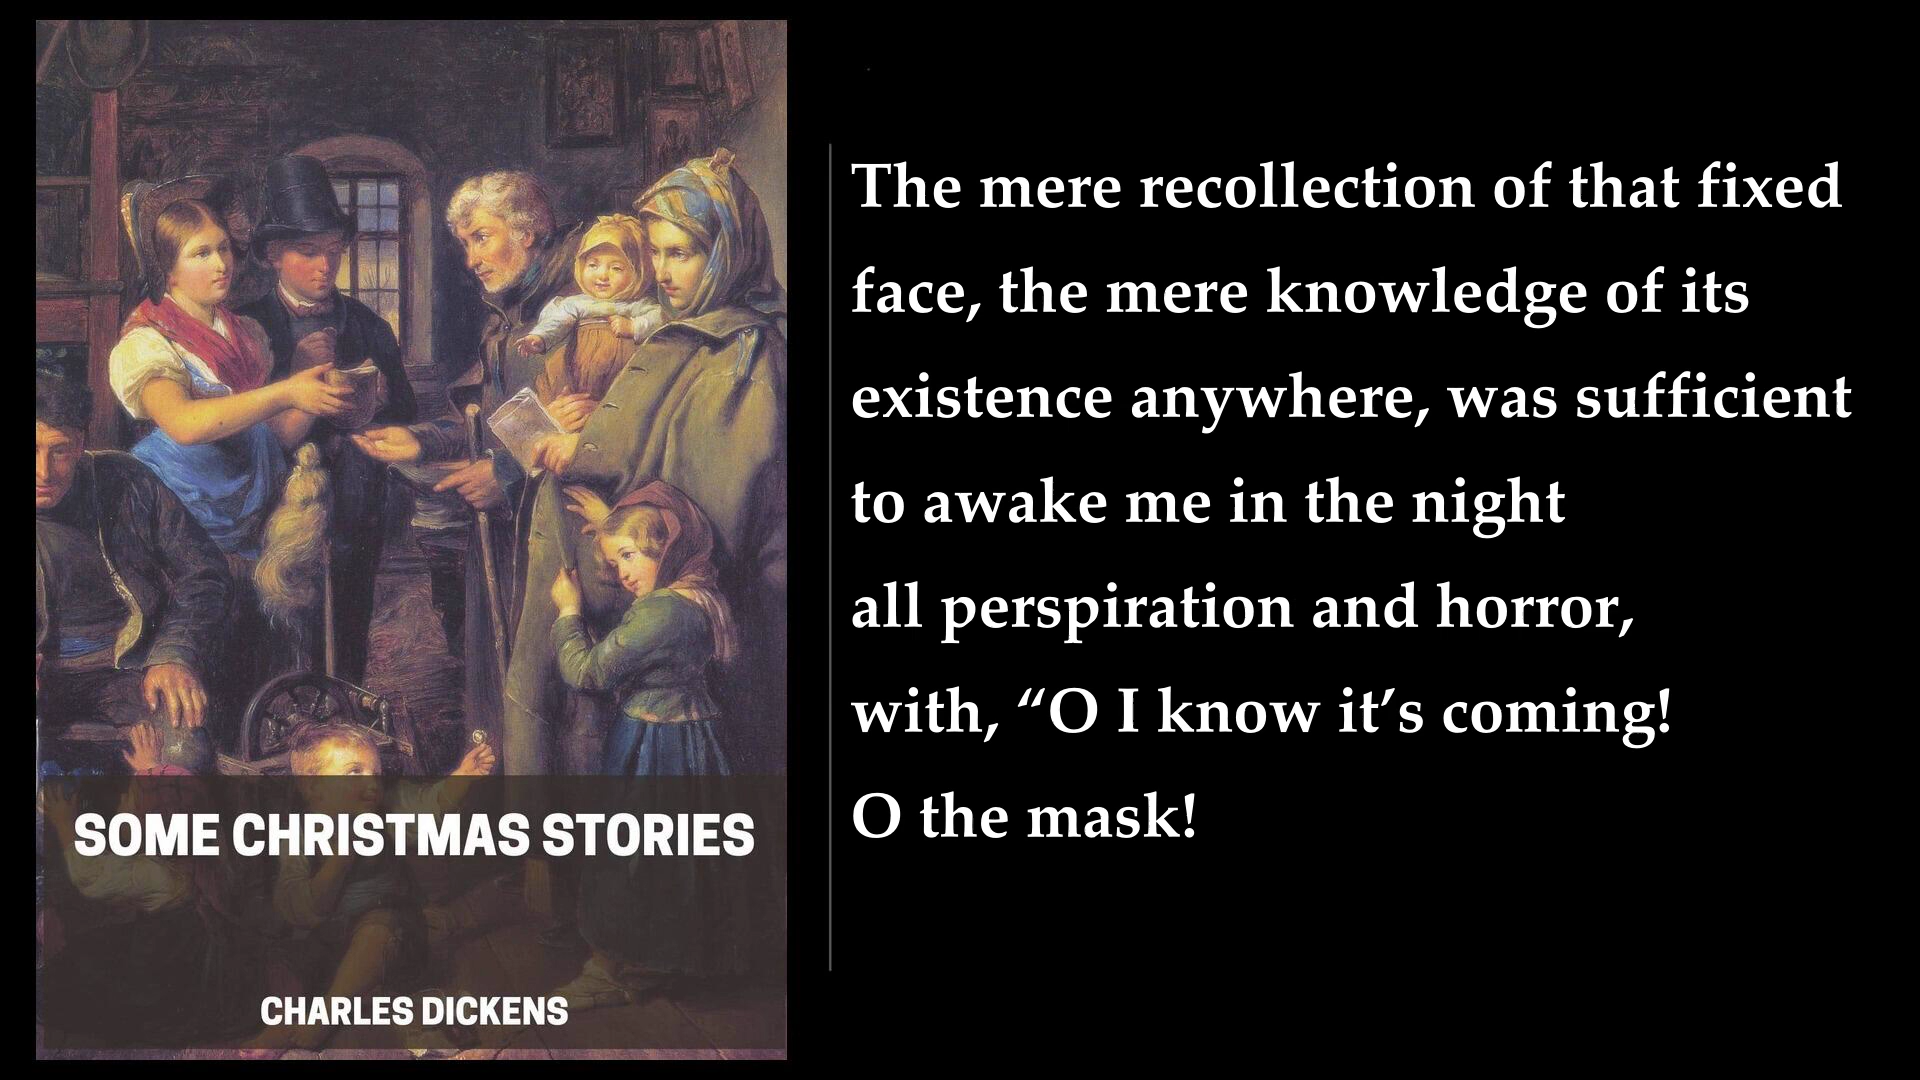 SOME CHRISTMAS STORIES
CHARLES DICKENS
The mere recollection of that fixed
face, the mere knowledge of its
existence anywhere, was sufficient
to awake me in the night
all perspiration and horror,
with, “O I know it’s coming!
O the mask!